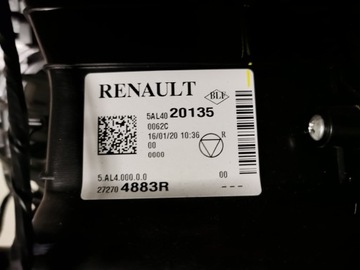 RENAULT
BLF
5AL40 20135
0062C
16/01/20 10:36 R
00
0000
5.AL4.000.0.0 00
27270 4883R ---